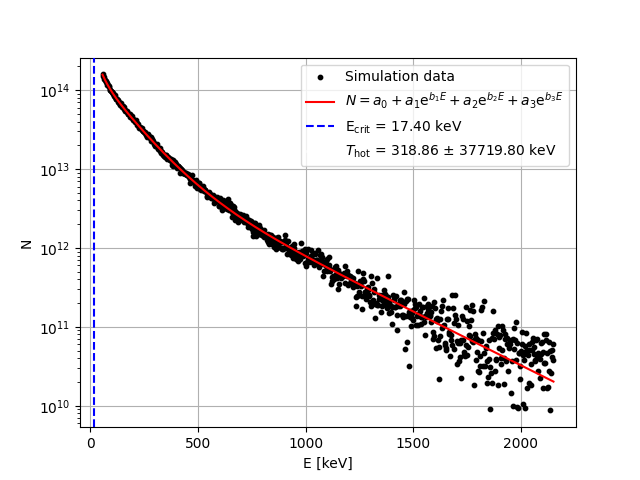 Simulation data
N = a₀ + a₁e^{b₁E} + a₂e^{b₂E} + a₃e^{b₃E}
E_crit = 17.40 keV
T_hot = 318.86 ± 37719.80 keV
10¹⁴
10¹³
10¹²
10¹¹
10¹⁰
N
0 500 1000 1500 2000
E [keV]